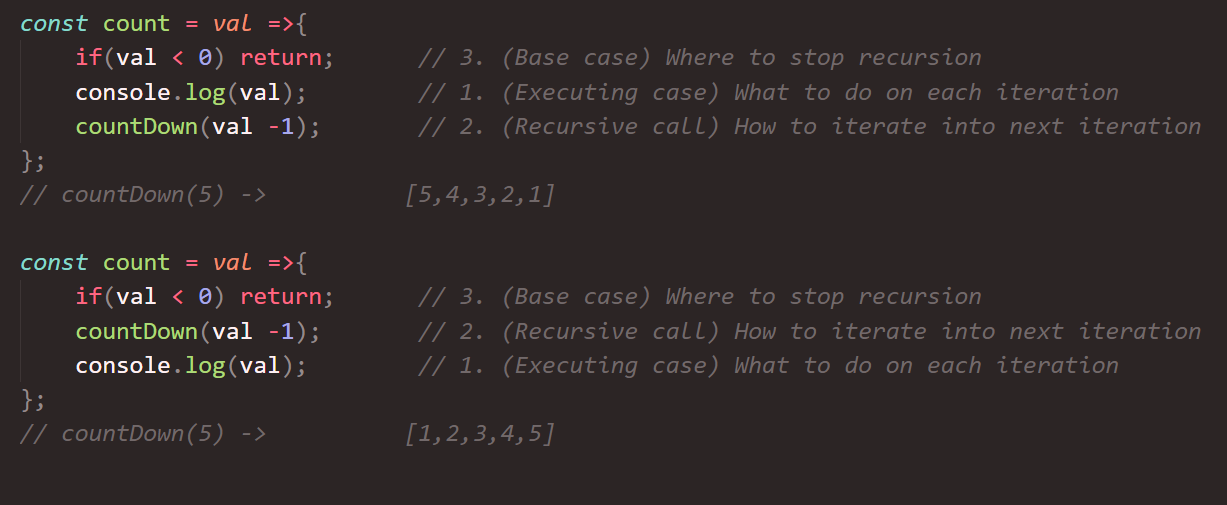 const count = val =>{
    if(val < 0) return;      // 3. (Base case) Where to stop recursion
    console.log(val);        // 1. (Executing case) What to do on each iteration
    countDown(val -1);       // 2. (Recursive call) How to iterate into next iteration
};
// countDown(5) ->          [5,4,3,2,1]

const count = val =>{
    if(val < 0) return;      // 3. (Base case) Where to stop recursion
    countDown(val -1);       // 2. (Recursive call) How to iterate into next iteration
    console.log(val);        // 1. (Executing case) What to do on each iteration
};
// countDown(5) ->          [1,2,3,4,5]